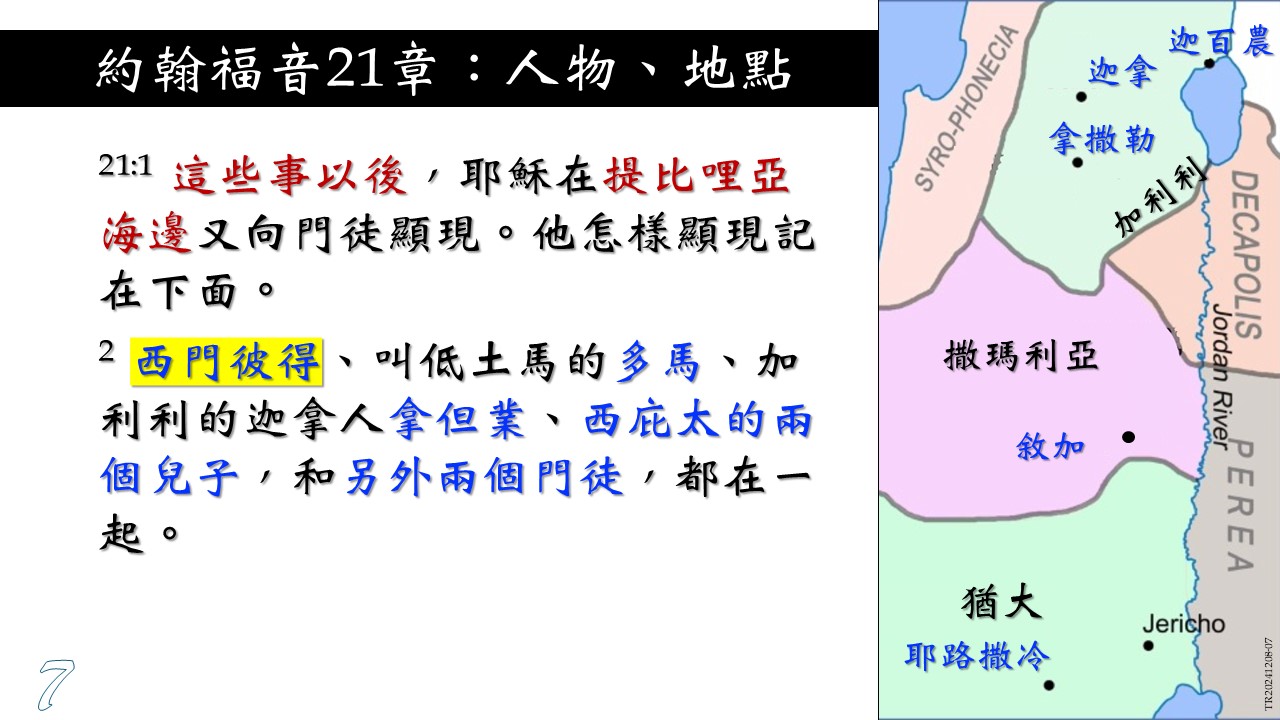 約翰福音21章：人物、地點
21:1 這些事以後，耶穌在提比哩亞
海邊又向門徒顯現。他怎樣顯現記
在下面。
2 西門彼得、叫低土馬的多馬、加
利利的迦拿人拿但業、西庇太的兩
個兒子，和另外兩個門徒，都在一
起。
7
迦百農
迦拿
拿撒勒
加利利
SYRO-PHONECIA
DECAPOLIS
Jordan River
撒瑪利亞
敘加
PEREA
猶大
Jericho
耶路撒冷
TR20241208-07